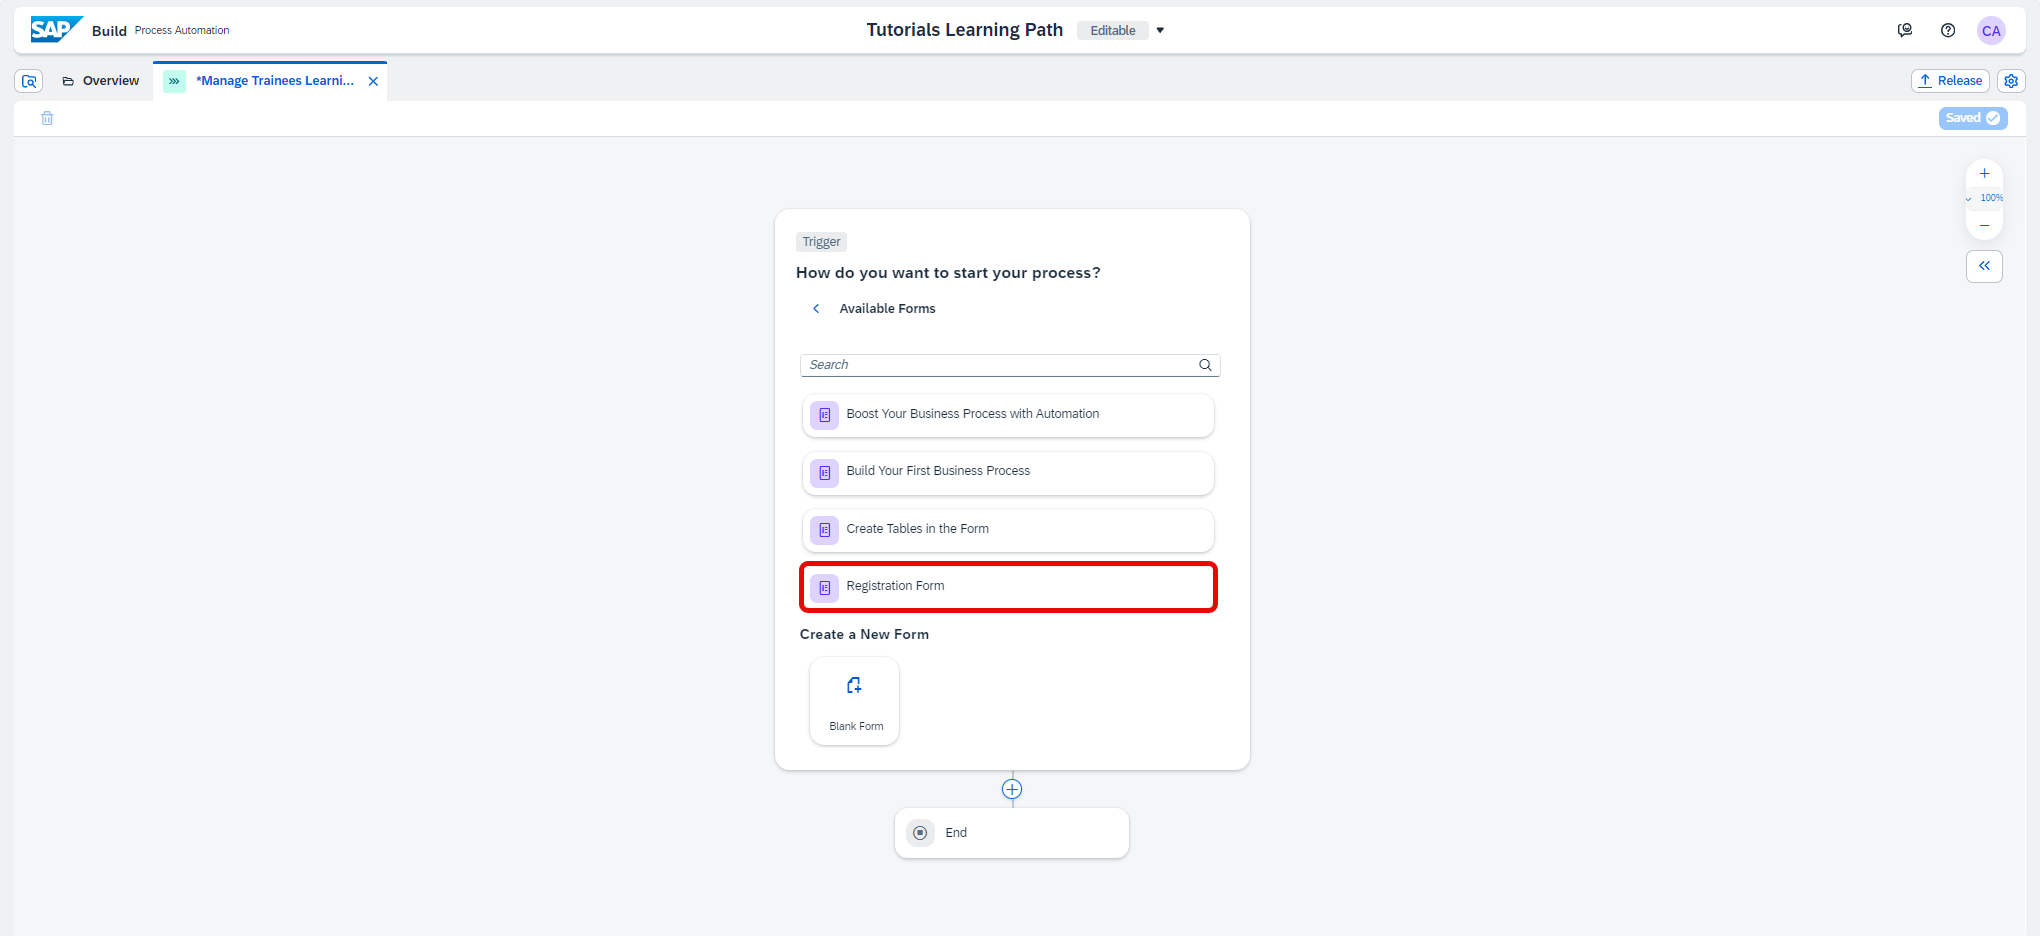 SAP Build Process Automation
Tutorials Learning Path Editable
CA
Overview
*Manage Trainees Learni...
Release
Saved
100%
Trigger
How do you want to start your process?
Available Forms
Search
Boost Your Business Process with Automation
Build Your First Business Process
Create Tables in the Form
Registration Form
Create a New Form
Blank Form
End